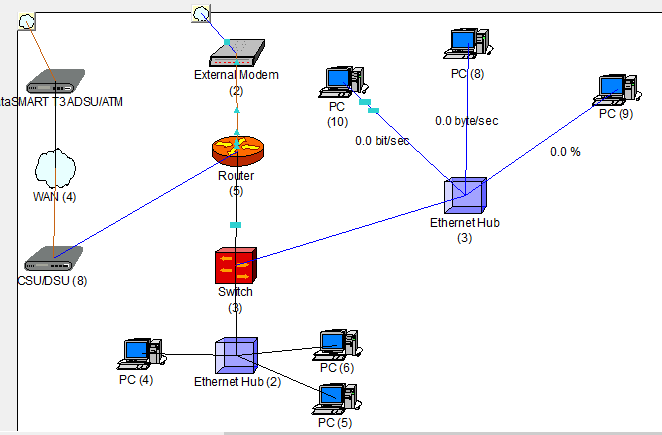 External Modem
(2)
PC (8)
PC
(10)
PC (9)
taSMART T3ADSU/ATM
0.0 byte/sec
0.0 bit/sec
0.0 %
Router
(5)
WAN (4)
Ethernet Hub
(3)
CSU/DSU (8)
Switch
(3)
PC (4)
Ethernet Hub (2)
PC (6)
PC (5)